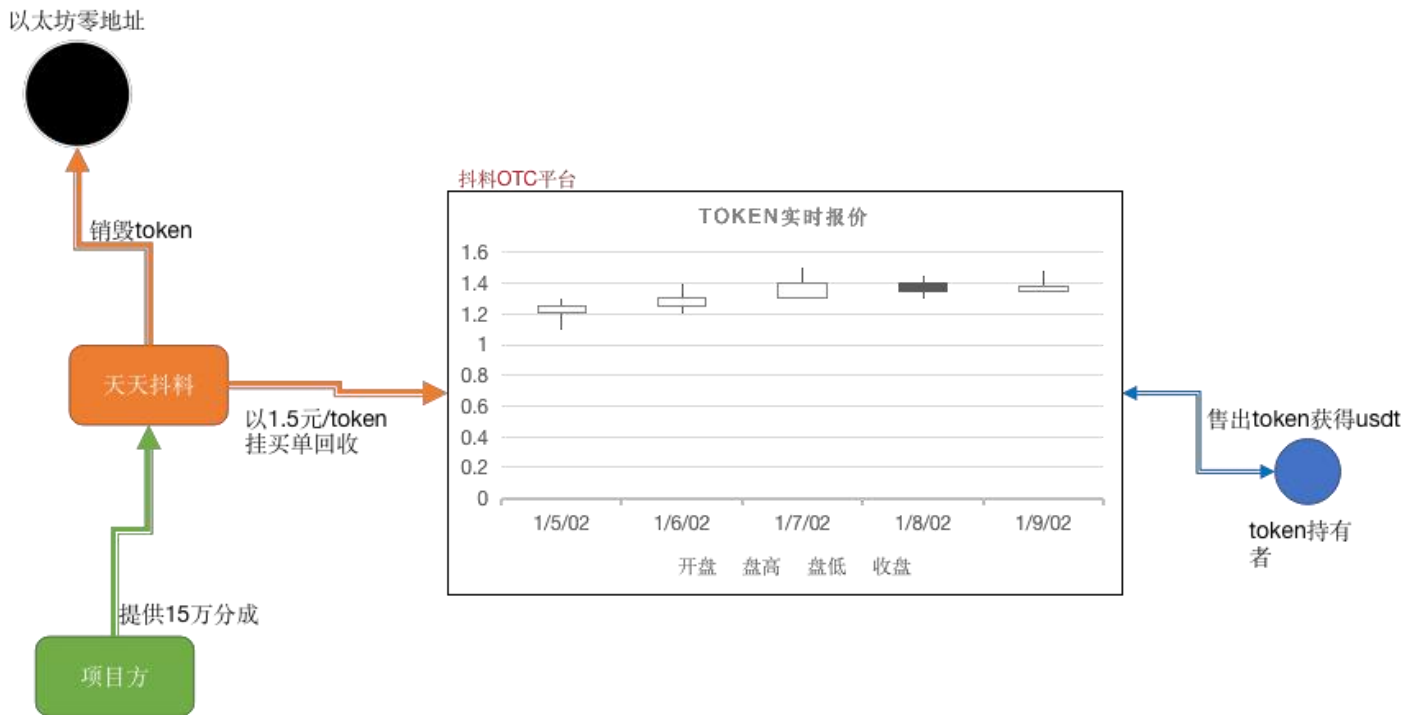 以太坊零地址
销毁token
天天抖料
以1.5元/token
挂买单回收
提供15万分成
项目方
抖料OTC平台
TOKEN实时报价
1.6
1.4
1.2
1
0.8
0.6
0.4
0.2
0
1/5/02 1/6/02 1/7/02 1/8/02 1/9/02
开盘 盘高 盘低 收盘
售出token获得usdt
token持有
者